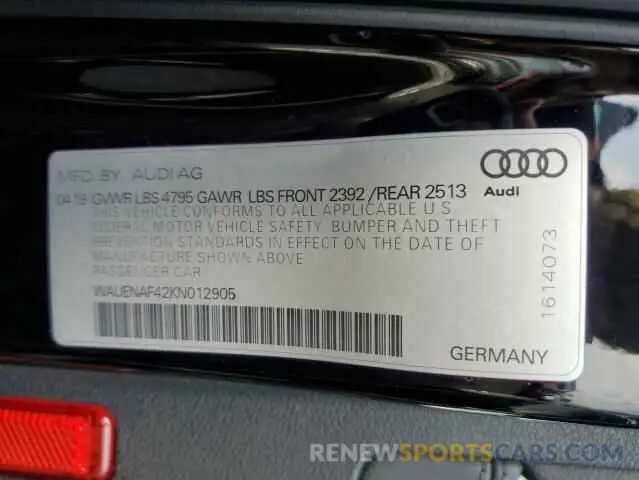 MFD. BY AUDI AG
04 19 GVWR LBS 4795 GAWR LBS FRONT 2392 /REAR 2513
THIS VEHICLE CONFORMS TO ALL APPLICABLE U S
FEDERAL MOTOR VEHICLE SAFETY BUMPER AND THEFT
PREVENTION STANDARDS IN EFFECT ON THE DATE OF
MANUFACTURE SHOWN ABOVE
PASSENGER CAR
WAUENAF42KN012905
Audi
1614073
GERMANY
RENEWSPORTSCARS.COM